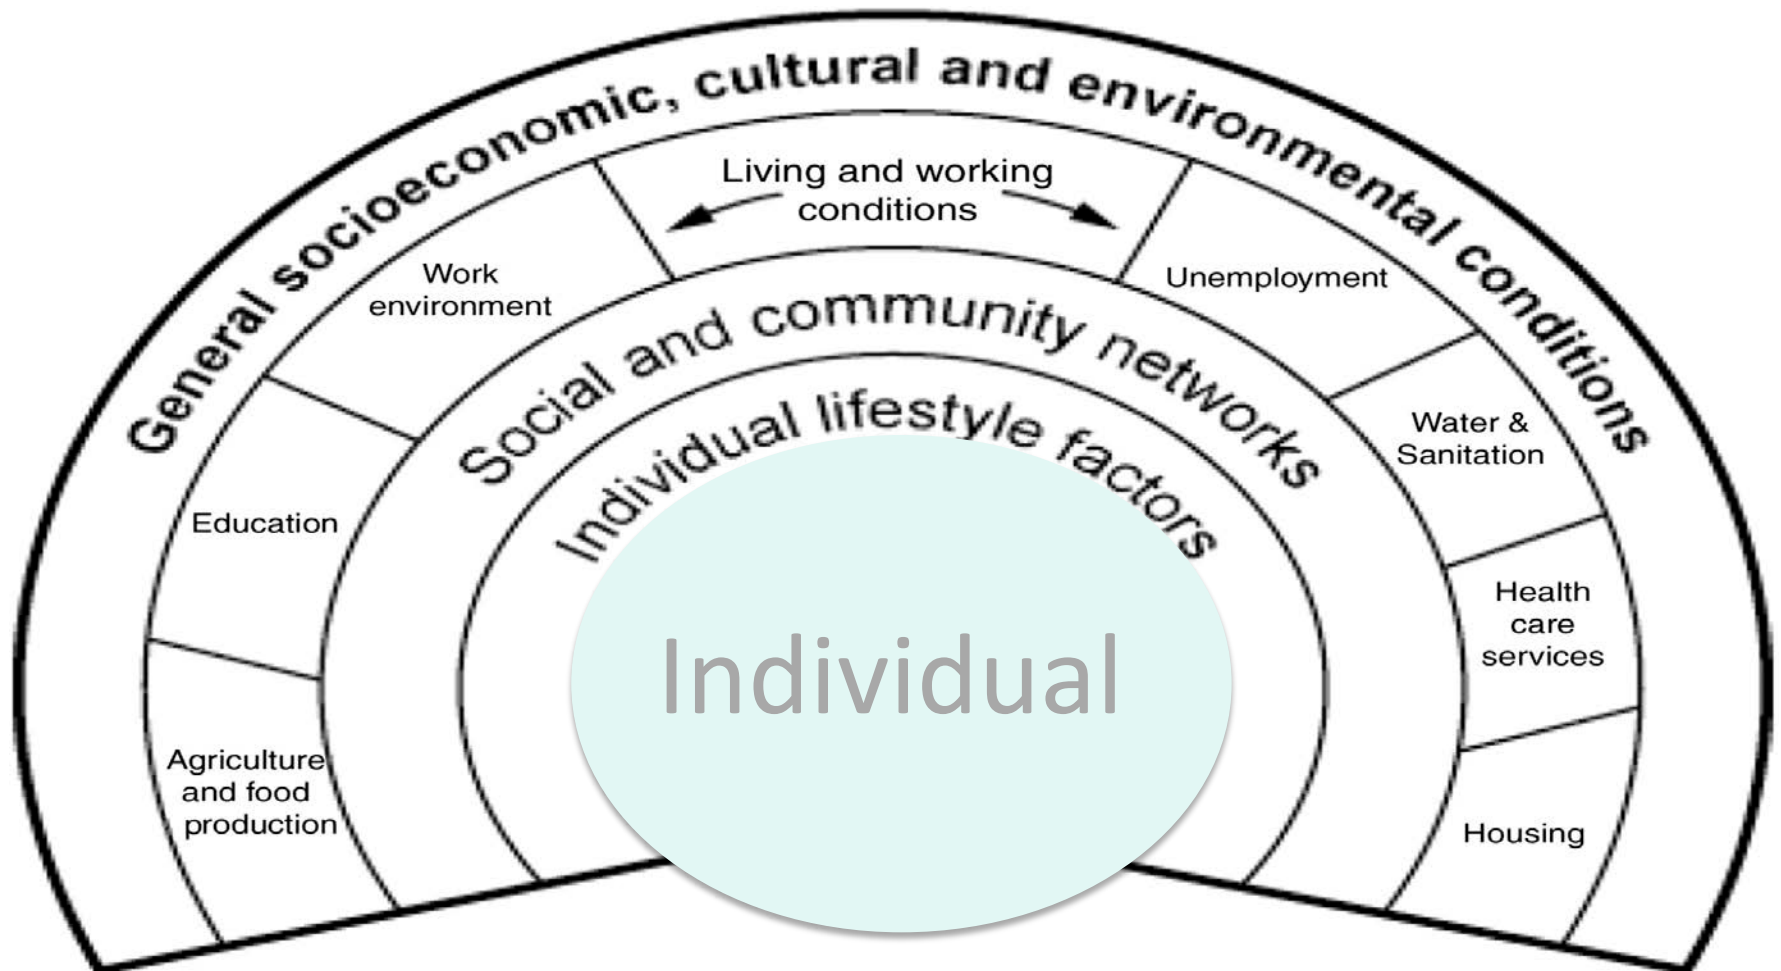 General socioeconomic, cultural and environmental conditions
Living and working
conditions
Work
environment
Unemployment
Social and community networks
Individual lifestyle factors
Water &
Sanitation
Education
Health
care
services
Individual
Agriculture
and food
production
Housing